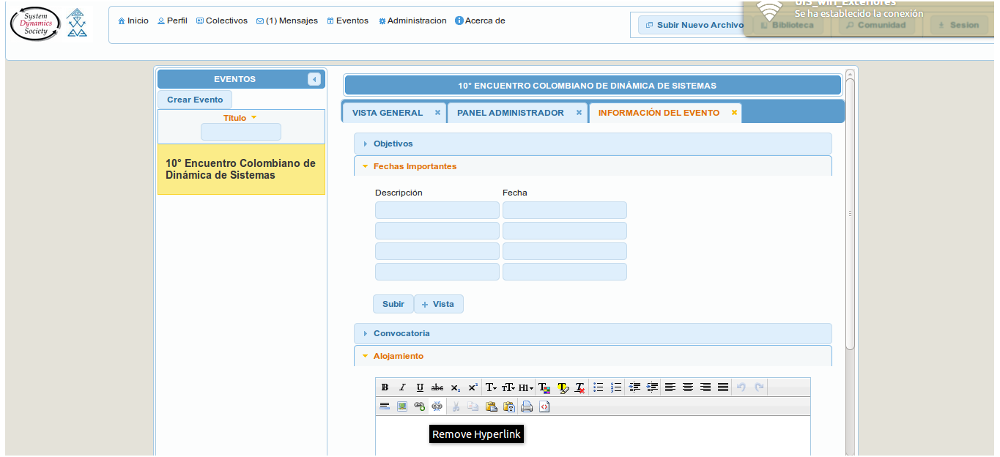 System
Dynamics
Society
EVA
Inicio Perfil Colectivos (1) Mensajes Eventos Administracion Acerca de
Subir Nuevo Archivo Biblioteca Comunidad Sesion
UIS_wifi_Exteriores
Se ha establecido la conexión
EVENTOS
Crear Evento
Título
10° Encuentro Colombiano de
Dinámica de Sistemas
10° ENCUENTRO COLOMBIANO DE DINÁMICA DE SISTEMAS
VISTA GENERAL PANEL ADMINISTRADOR INFORMACIÓN DEL EVENTO
Objetivos
Fechas Importantes
Descripción Fecha
Subir + Vista
Convocatoria
Alojamiento
B I U abc X₂ X² T TT H1 T T T
Remove Hyperlink